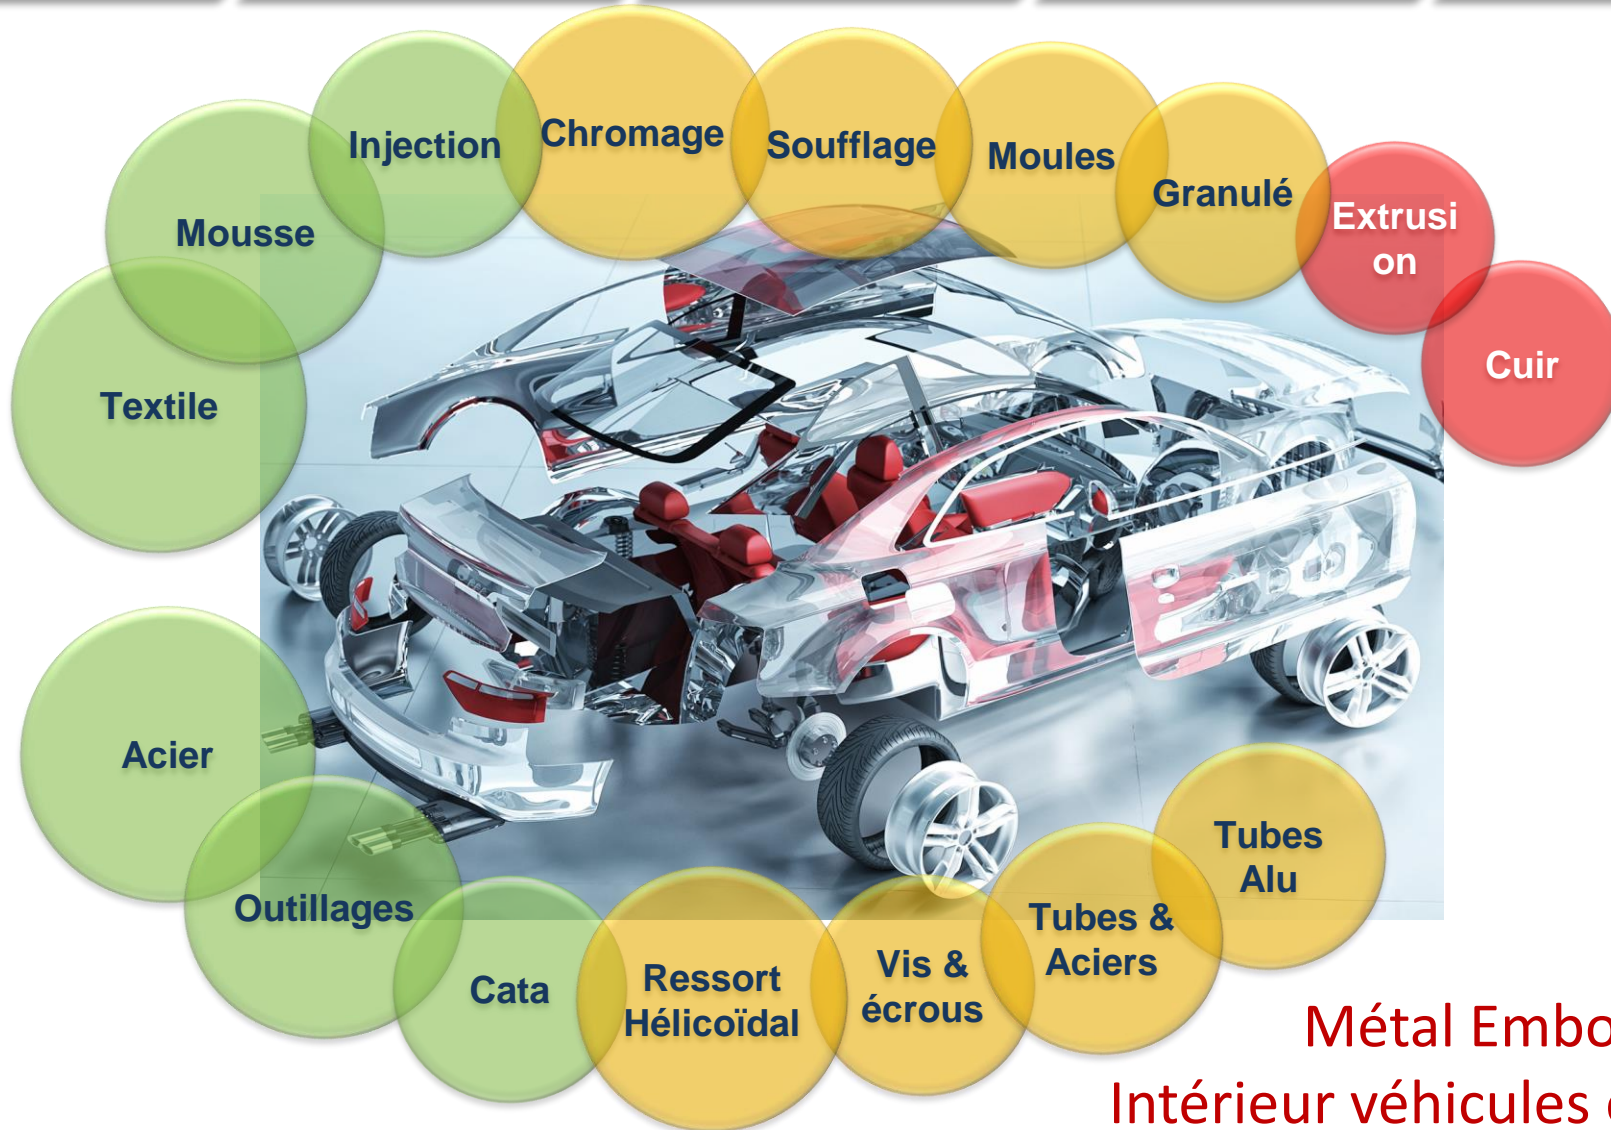 Injection
Chromage
Soufflage
Moules
Granulé
Extrusi
on
Cuir
Mousse
Textile
Acier
Outillages
Cata
Ressort
Hélicoïdal
Vis &
écrous
Tubes &
Aciers
Tubes
Alu
Métal
Intérieur véhicules